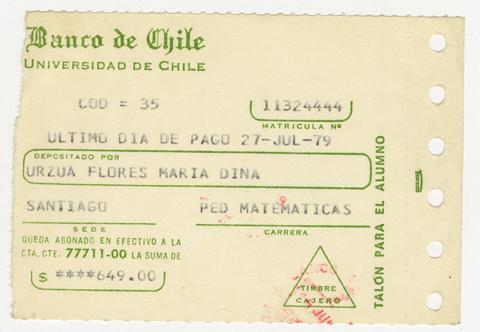 Banco de Chile
UNIVERSIDAD DE CHILE
COD = 35
11324444
MATRICULA Nº
ULTIMO DIA DE PAGO 27-JUL-79
DEPOSITADO POR
URZUA FLORES MARIA DINA
SANTIAGO
PED MATEMATICAS
SEDE
CARRERA
QUEDA ABONADO EN EFECTIVO A LA
CTA. CTE. 77711-00 LA SUMA DE
$ ****649.00
TIMBRE
CAJERO
TALÓN PARA EL ALUMNO